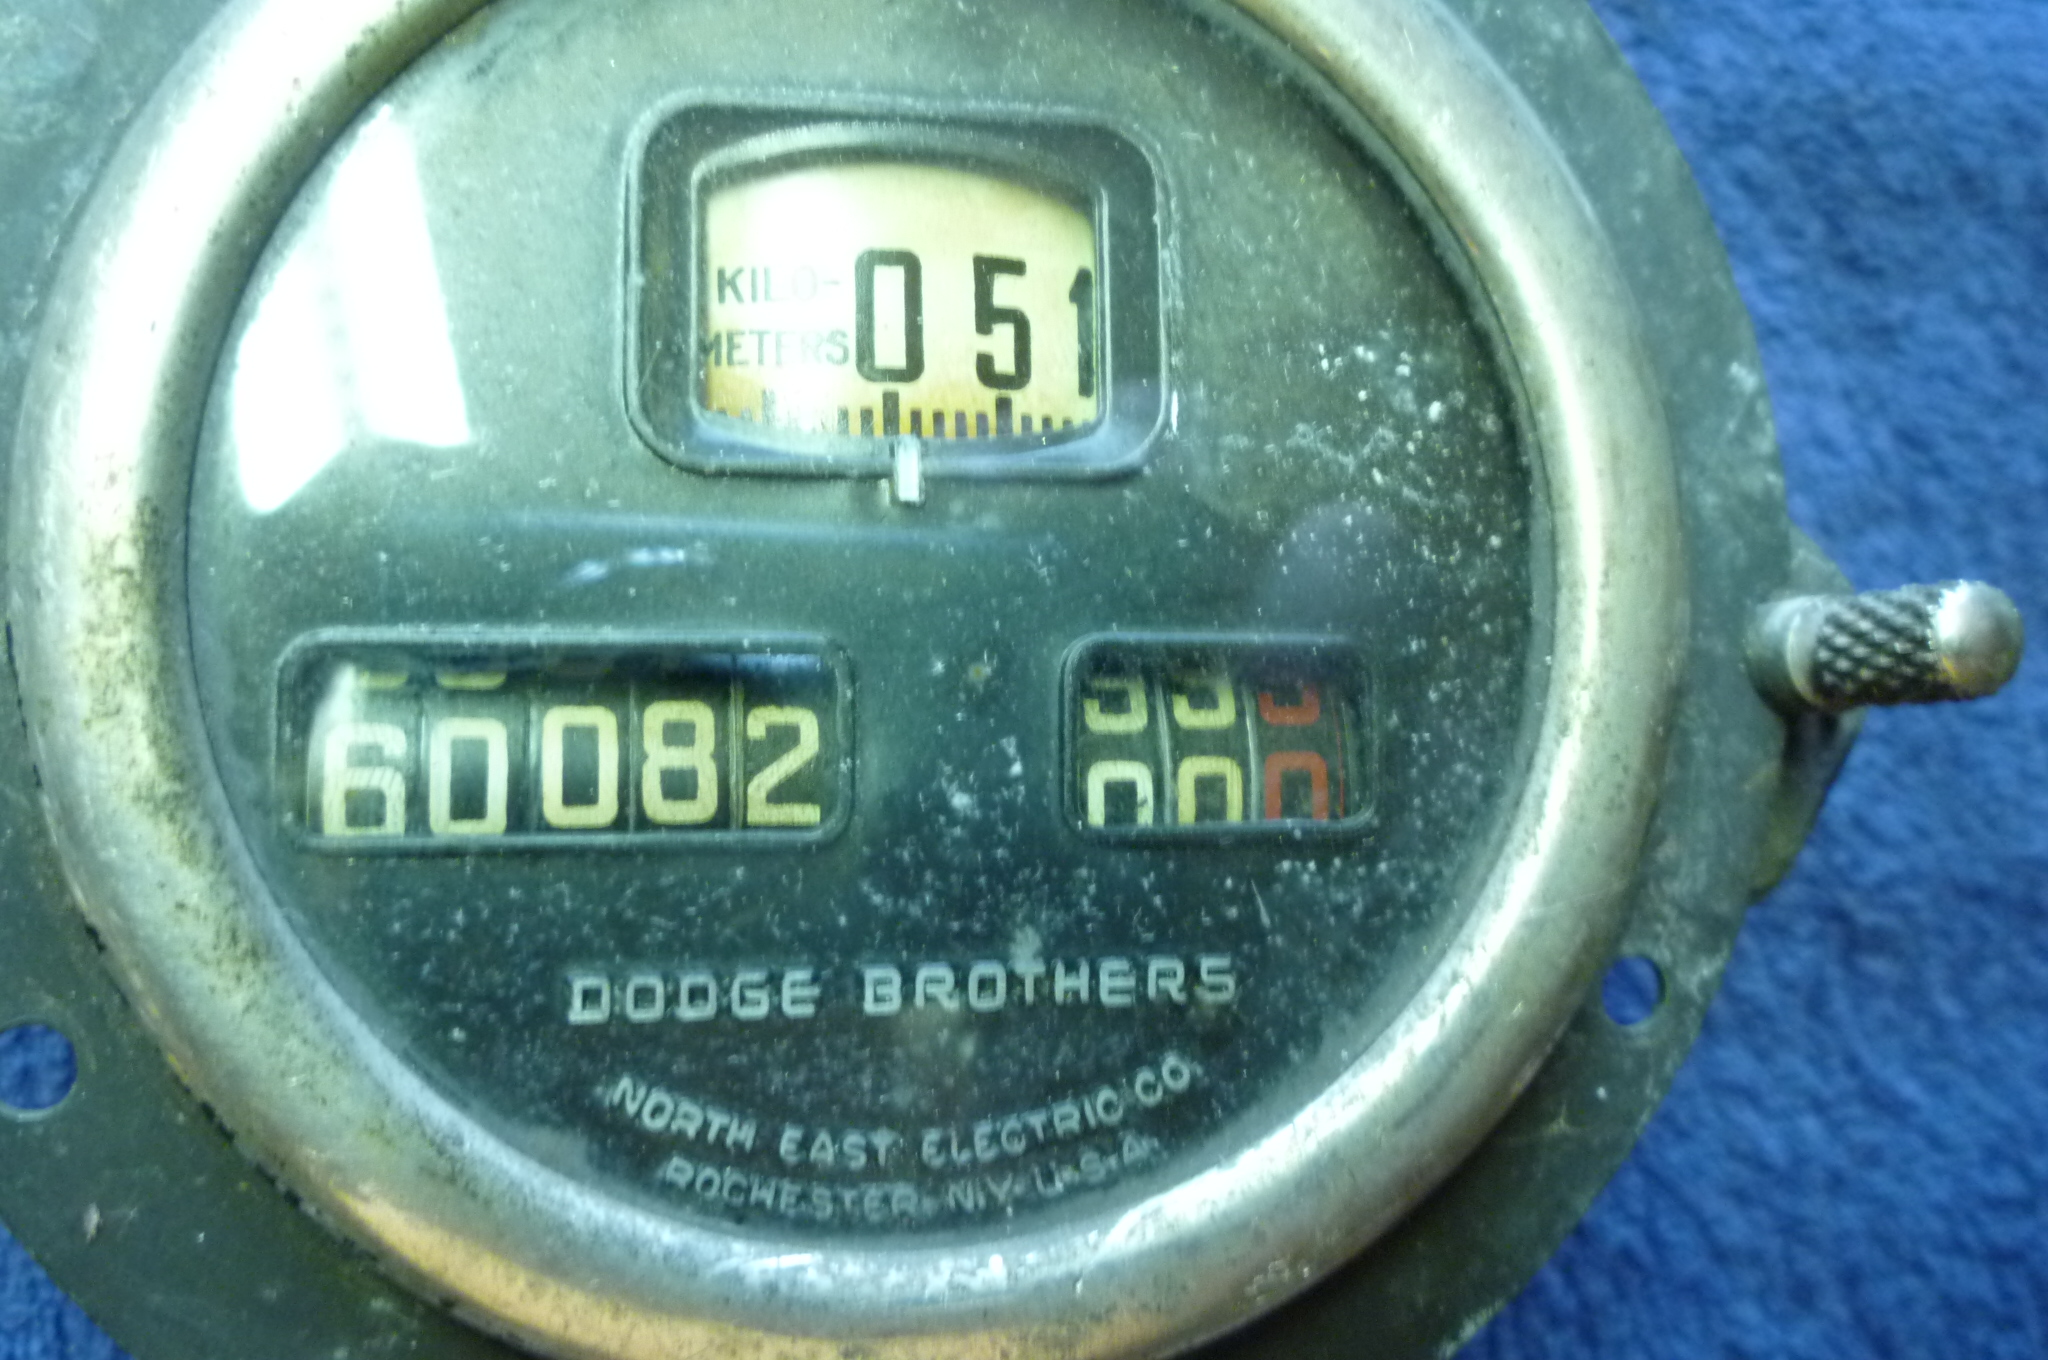 KILO-
METERS
0 5 1
60082
000
DODGE BROTHERS
NORTH EAST ELECTRIC CO.
ROCHESTER, N.Y. U.S.A.